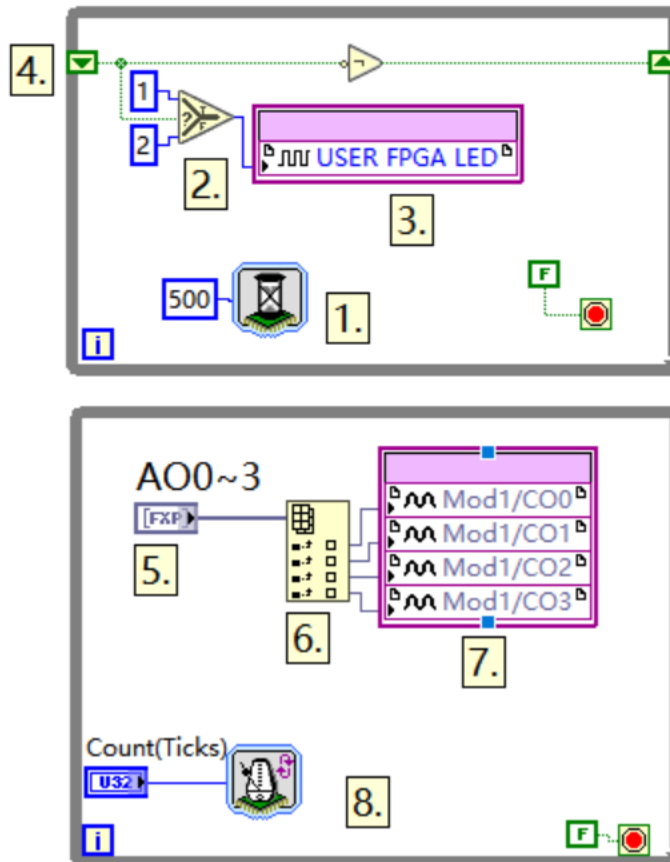 4.
1
?
T
F
2
2.
USER FPGA LED
3.
500
1.
F
i
AO0~3
[FXP]
5.
6.
Mod1/CO0
Mod1/CO1
Mod1/CO2
Mod1/CO3
7.
Count(Ticks)
U32
8.
i
F